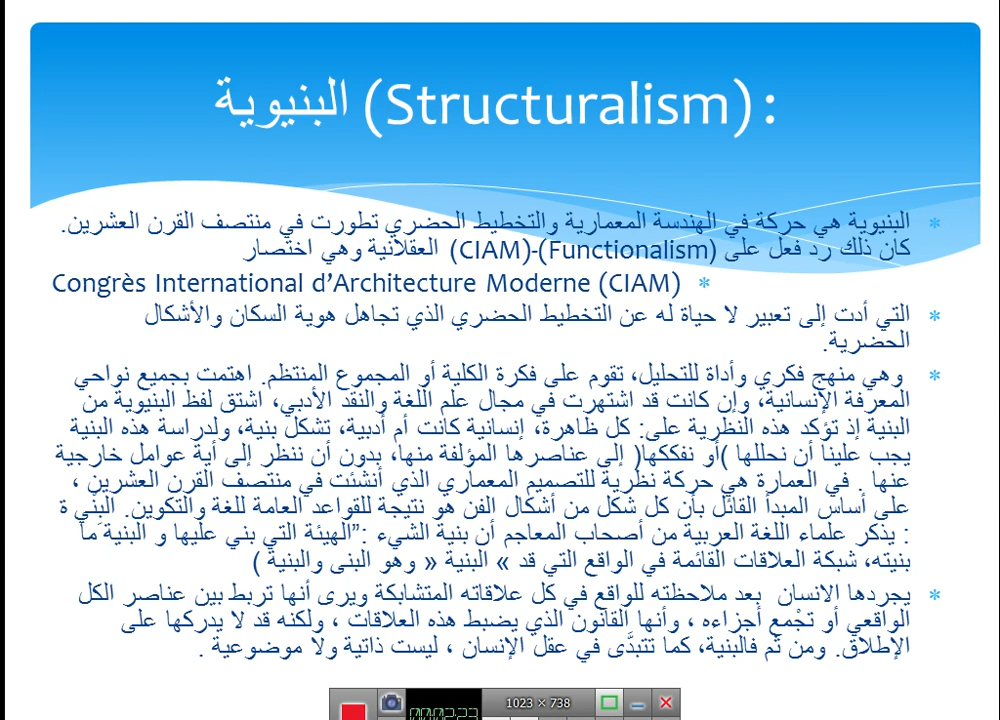 البنيوية (Structuralism) :
البنيوية هي حركة في الهندسة المعمارية والتخطيط الحضري تطورت في منتصف القرن العشرين.
كان ذلك رد فعل على (Functionalism)-(CIAM) العقلانية وهي اختصار
Congrès International d’Architecture Moderne (CIAM)
التي أدت إلى تعبير لا حياة له عن التخطيط الحضري الذي تجاهل هوية السكان والأشكال
الحضرية.
وهي منهج فكري وأداة للتحليل، تقوم على فكرة الكلية أو المجموع المنتظم. اهتمت بجميع نواحي
المعرفة الإنسانية، وإن كانت قد اشتهرت في مجال علم اللغة والنقد الأدبي، اشتق لفظ البنيوية من
البنية إذ تؤكد هذه النظرية على: كل ظاهرة، إنسانية كانت أم أدبية، تشكل بنية، ولدراسة هذه البنية
يجب علينا أن نحللها )أو نفككها( إلى عناصرها المؤلفة منها، بدون أن ننظر إلى أية عوامل خارجية
عنها . في العمارة هي حركة نظرية للتصميم المعماري الذي أنشئت في منتصف القرن العشرين ،
على أساس المبدأ القائل بأن كل شكل من أشكال الفن هو نتيجة للقواعد العامة للغة والتكوين. البنَي ة
: يذكر علماء اللغة العربية من أصحاب المعاجم أن بنية الشيء :”الهيئة التي بني عليها و البنية ما
بنيته، شبكة العلاقات القائمة في الواقع التي قد » البنية « وهو البنى والبنية )
يجردها الانسان بعد ملاحظته للواقع في كل علاقاته المتشابكة ويرى أنها تربط بين عناصر الكل
الواقعي أو تجْمع أجزاءه ، وأنها القانون الذي يضبط هذه العلاقات ، ولكنه قد لا يدركها على
الإطلاق. ومن ثم فالبنية، كما تتبدَّى في عقل الإنسان ، ليست ذاتية ولا موضوعية .
1023 × 738